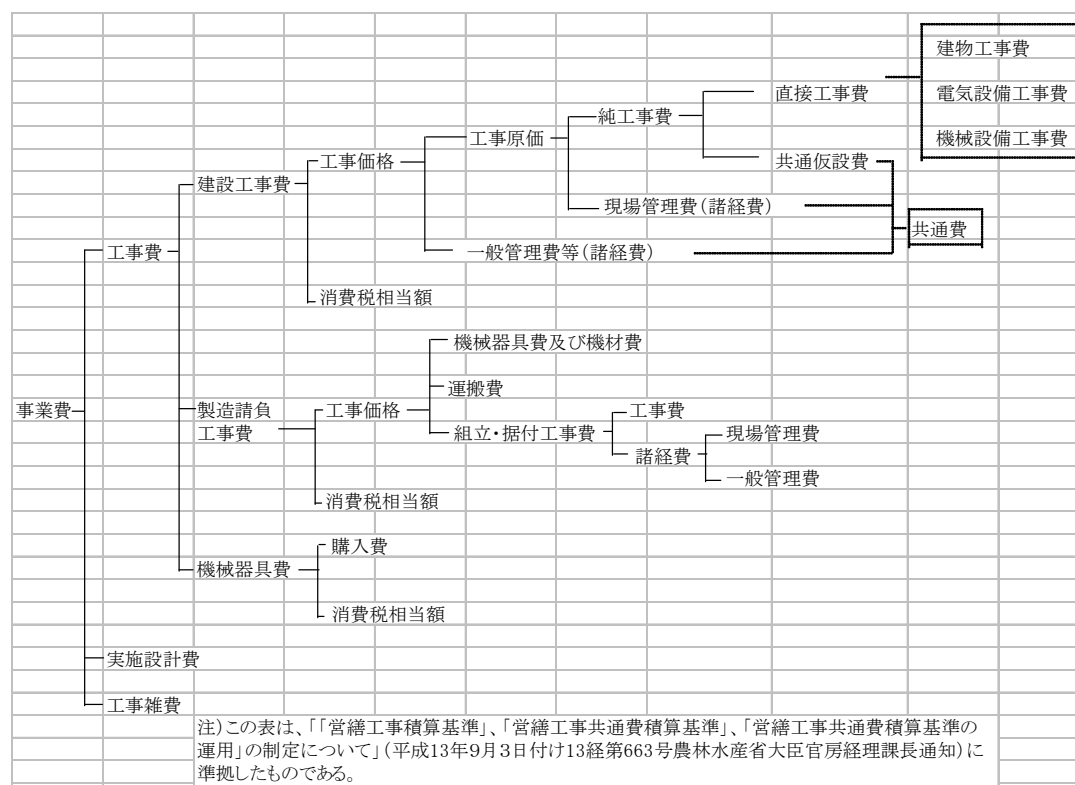 建物工事費
直接工事費
電気設備工事費
純工事費
工事原価
機械設備工事費
工事価格
共通仮設費
建設工事費
現場管理費(諸経費)
共通費
工事費
一般管理費等(諸経費)
消費税相当額
機械器具費及び機材費
運搬費
事業費
製造請負
工事費
工事価格
工事費
組立・据付工事費
現場管理費
諸経費
一般管理費
消費税相当額
購入費
機械器具費
消費税相当額
実施設計費
工事雑費
注)この表は、「「営繕工事積算基準」、「営繕工事共通費積算基準」、「営繕工事共通費積算基準の
運用」の制定について」(平成13年9月3日付け13経第663号農林水産省大臣官房経理課長通知)に
準拠したものである。